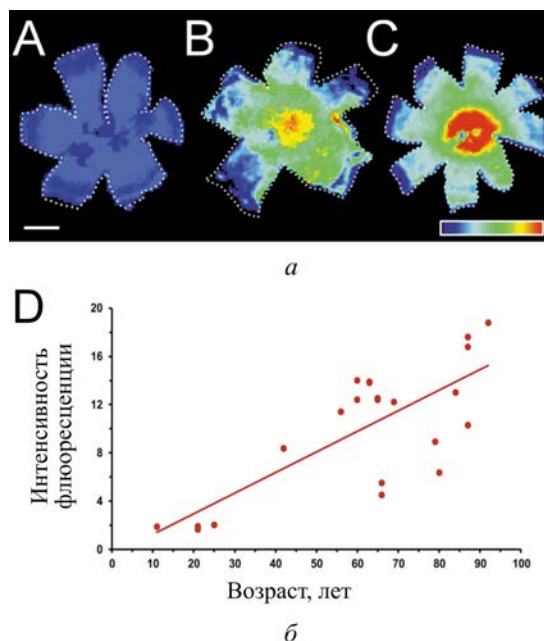 A B C
а
D
Интенсивность
флюоресценции
20
16
12
8
4
0
0 10 20 30 40 50 60 70 80 90 100
Возраст, лет
б